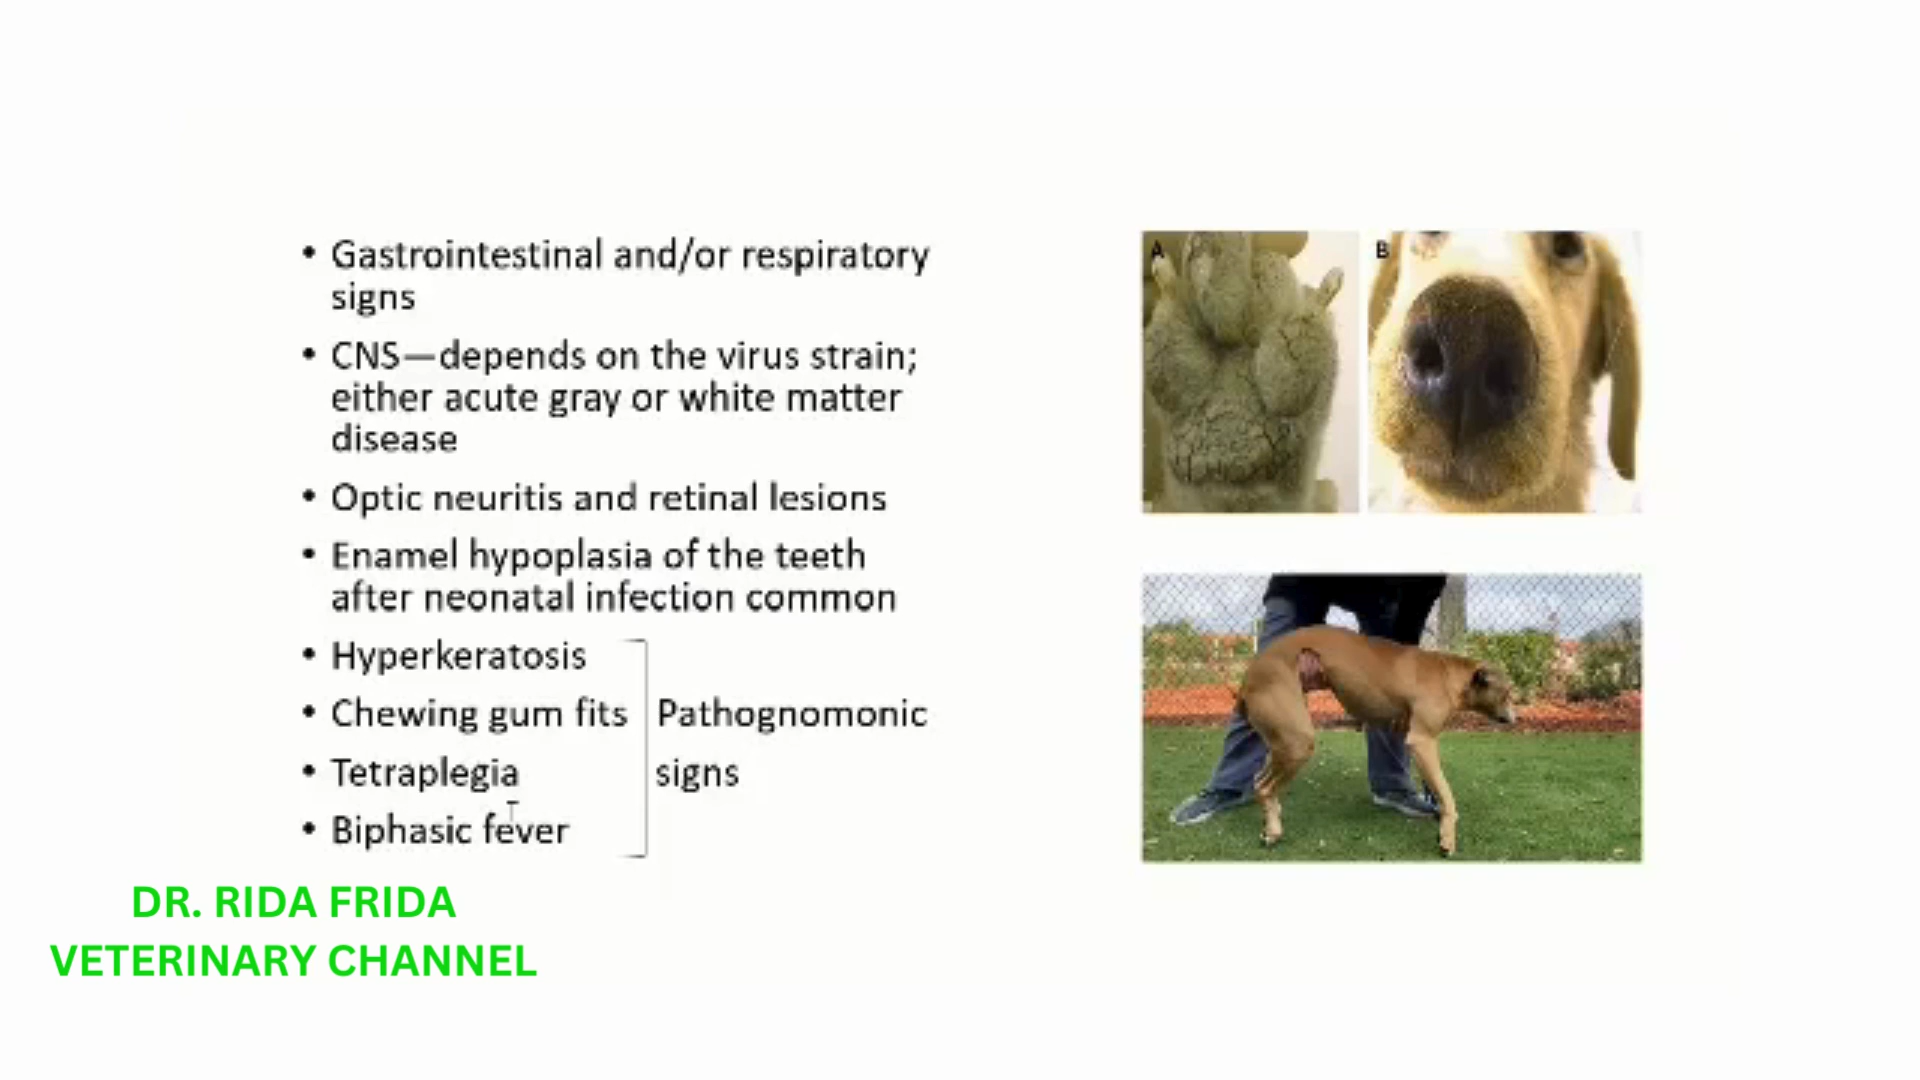 • Gastrointestinal and/or respiratory
signs
• CNS—depends on the virus strain;
either acute gray or white matter
disease
• Optic neuritis and retinal lesions
• Enamel hypoplasia of the teeth
after neonatal infection common
• Hyperkeratosis
• Chewing gum fits
• Tetraplegia
• Biphasic fever
Pathognomonic
signs
A
B
DR. RIDA FRIDA
VETERINARY CHANNEL